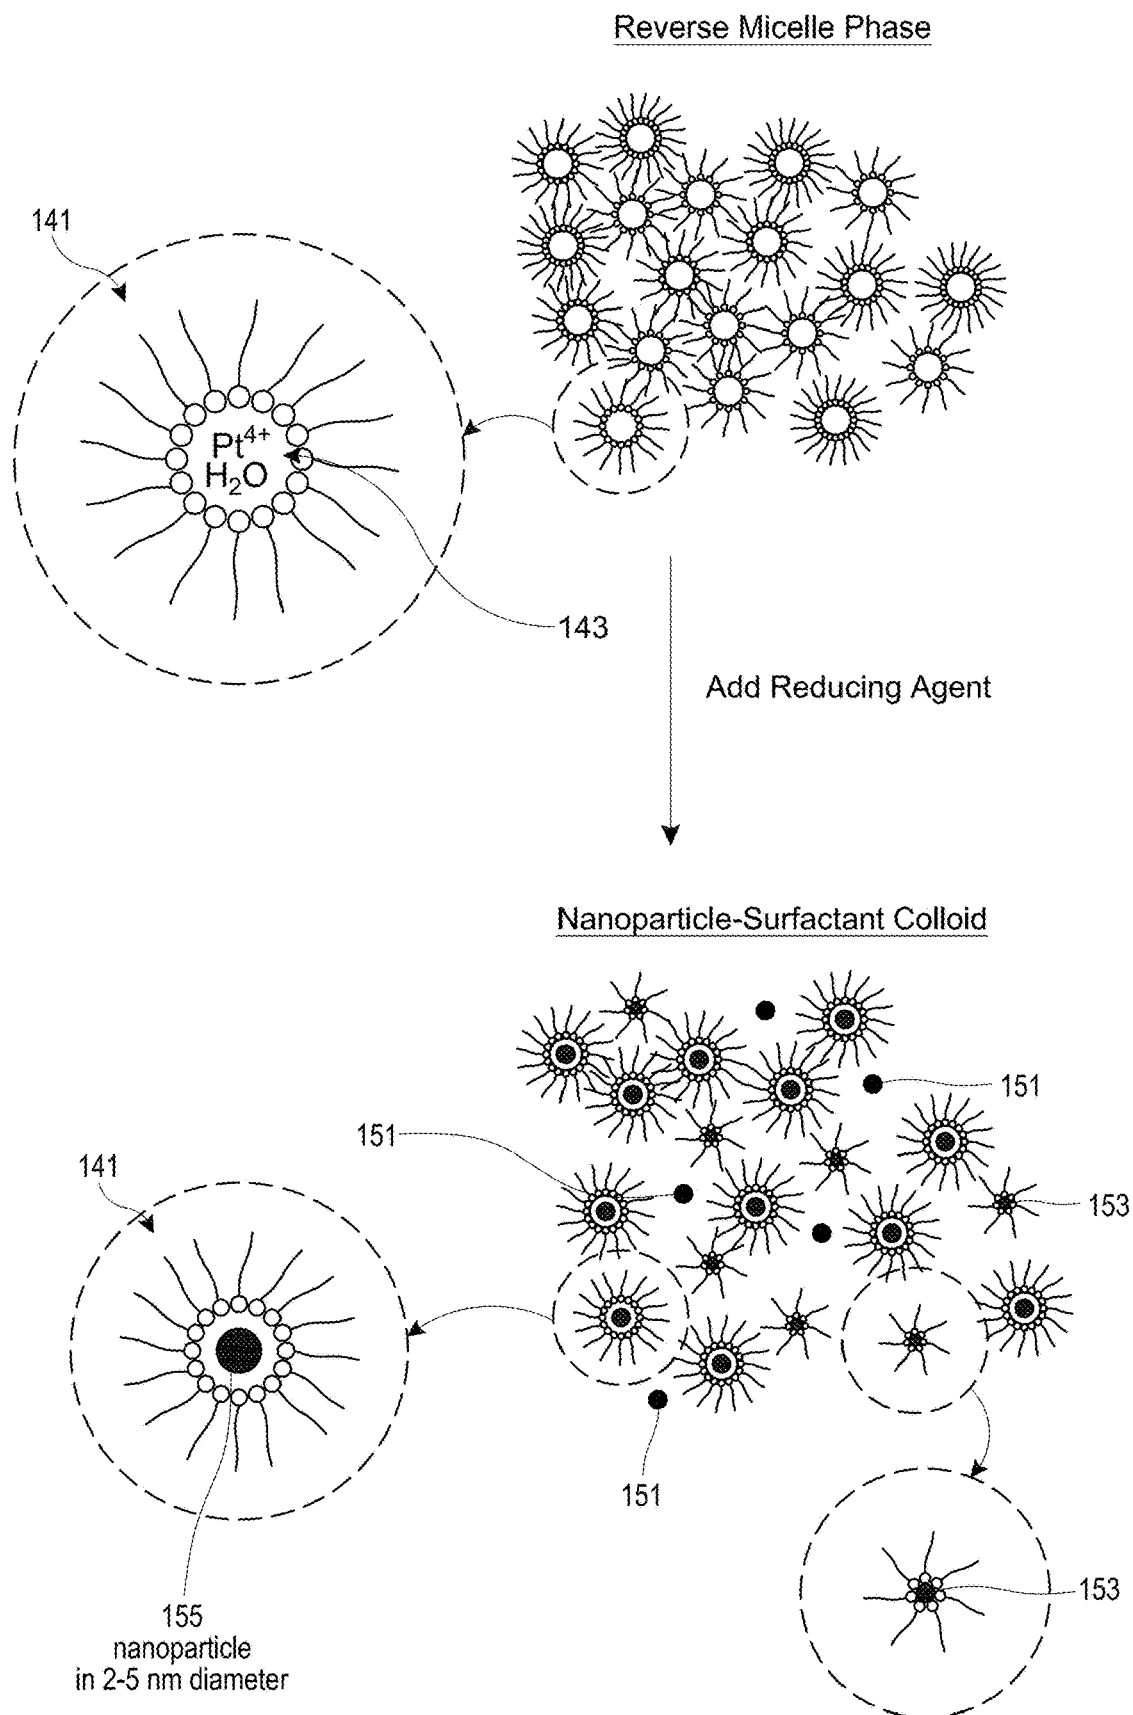 Reverse Micelle Phase
141
Pt4+
H2O
143
Add Reducing Agent
Nanoparticle-Surfactant Colloid
151
151
141
153
151
153
155
nanoparticle
in 2-5 nm diameter